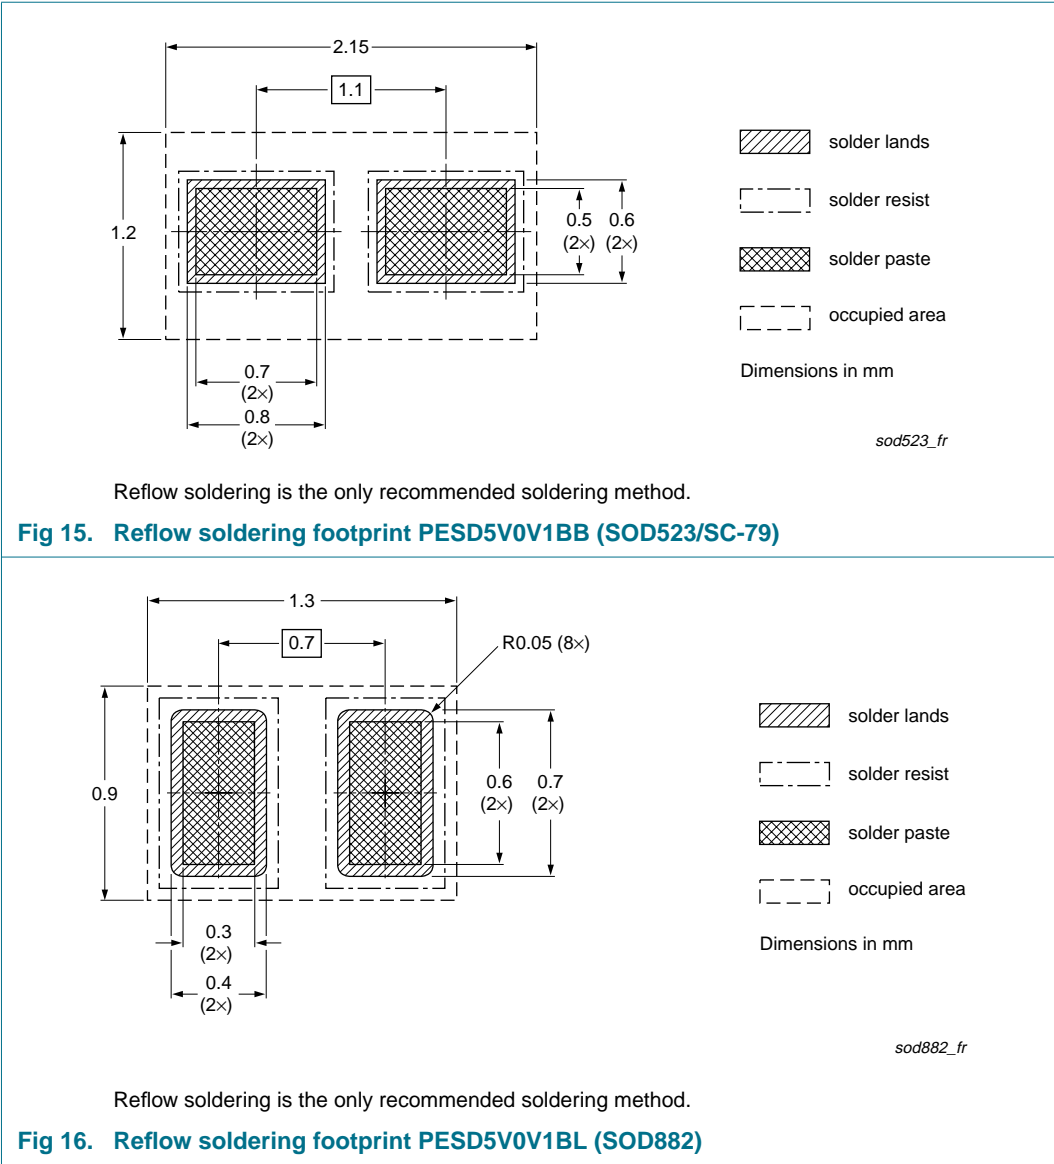 2.15
1.1
1.2
0.5
(2×)
0.6
(2×)
0.7
(2×)
0.8
(2×)
solder lands
solder resist
solder paste
occupied area
Dimensions in mm
sod523_fr
Reflow soldering is the only recommended soldering method.
Fig 15. Reflow soldering footprint PESD5V0V1BB (SOD523/SC-79)
1.3
0.7
R0.05 (8×)
0.9
0.6
(2×)
0.7
(2×)
0.3
(2×)
0.4
(2×)
solder lands
solder resist
solder paste
occupied area
Dimensions in mm
sod882_fr
Reflow soldering is the only recommended soldering method.
Fig 16. Reflow soldering footprint PESD5V0V1BL (SOD882)